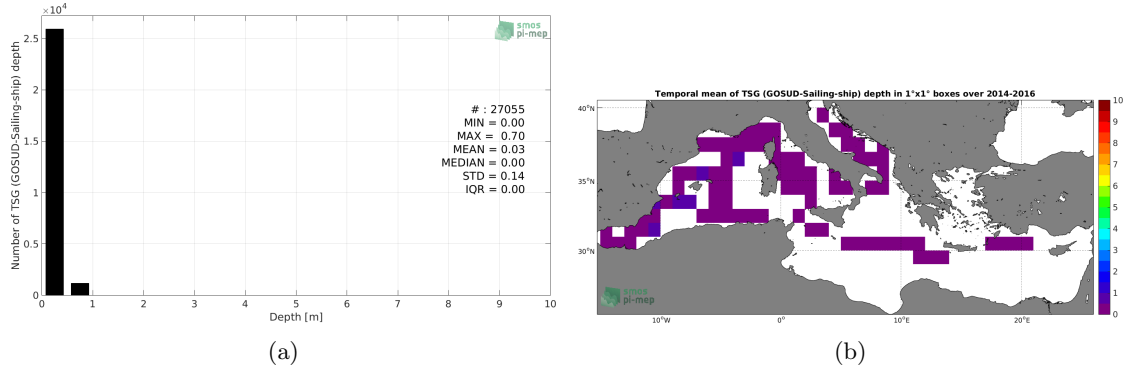 ×10⁴
Number of TSG (GOSUD-Sailing-ship) depth
2.5
2
1.5
1
0.5
0
0 1 2 3 4 5 6 7 8 9 10
Depth [m]
smos
pi-mep
# : 27055
MIN = 0.00
MAX = 0.70
MEAN = 0.03
MEDIAN = 0.00
STD = 0.14
IQR = 0.00
(a)
Temporal mean of TSG (GOSUD-Sailing-ship) depth in 1°x1° boxes over 2014-2016
40°N
35°N
30°N
10°W 0° 10°E 20°E
smos
pi-mep
10
9
8
7
6
5
4
3
2
1
0
(b)